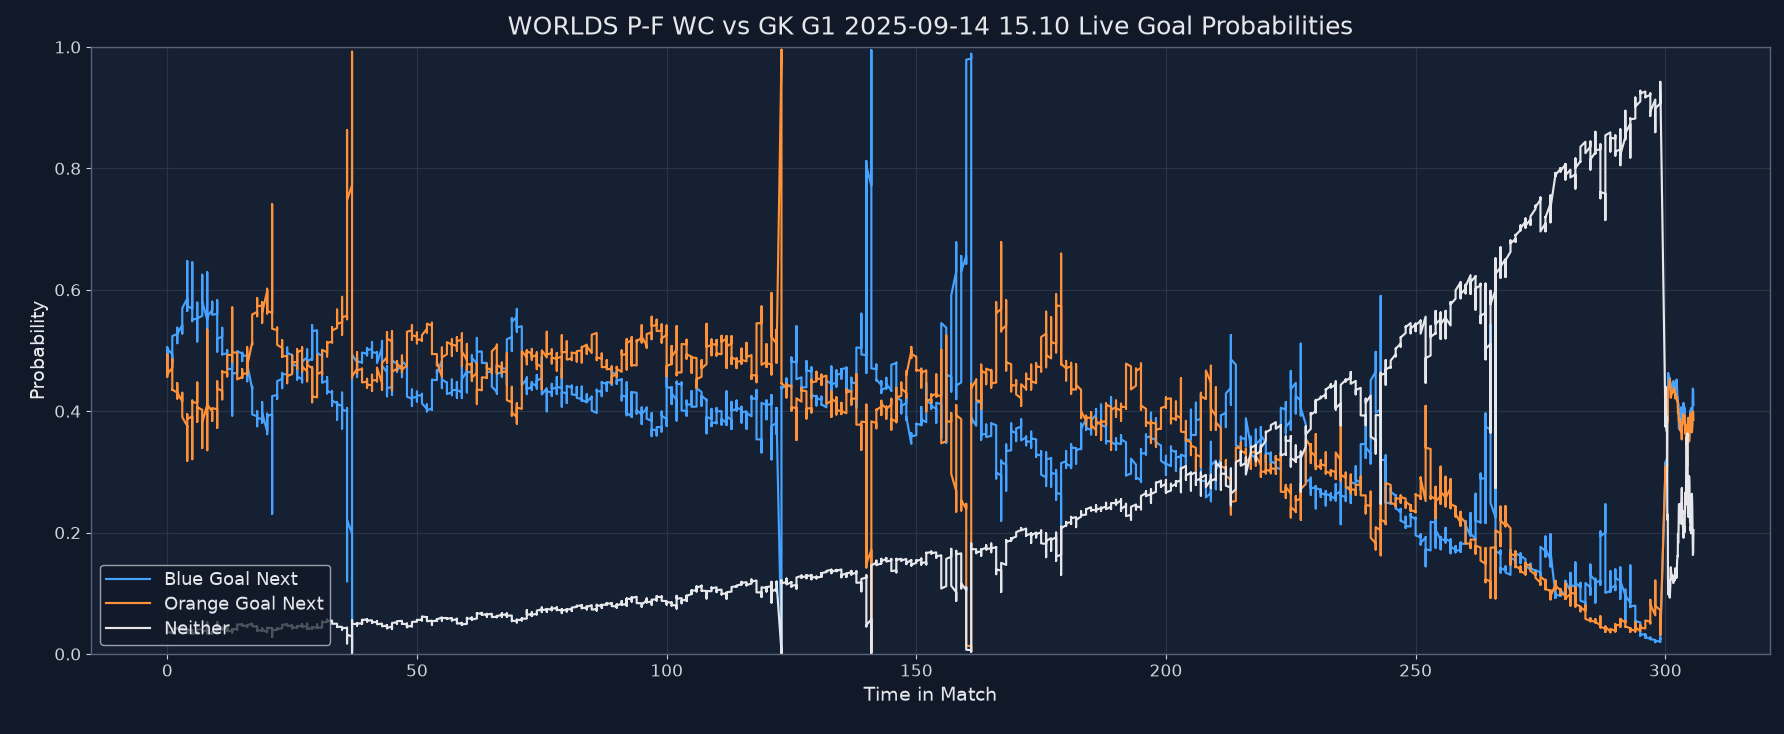 WORLDS P-F WC vs GK G1 2025-09-14 15.10 Live Goal Probabilities
1.0
0.8
0.6
0.4
0.2
0.0
Probability
Blue Goal Next
Orange Goal Next
Neither
0 50 100 150 200 250 300
Time in Match